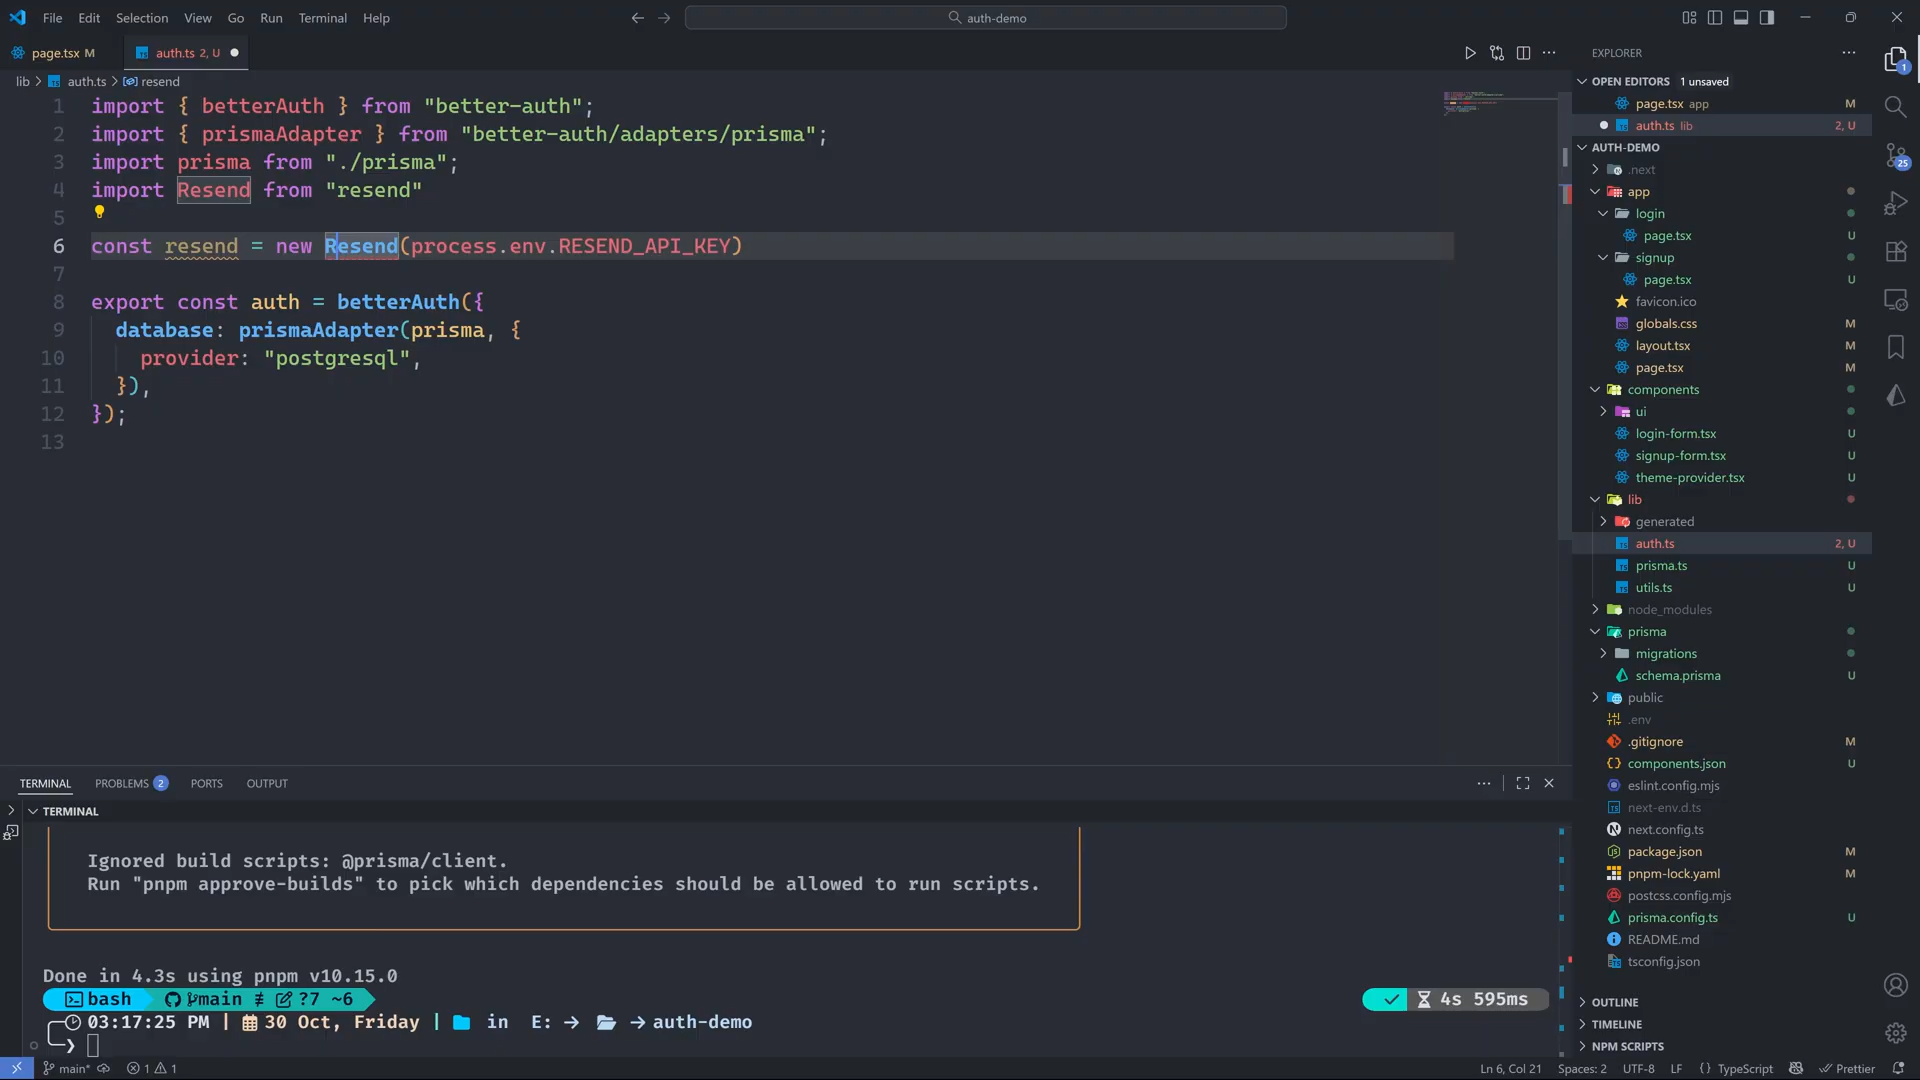 File Edit Selection View Go Run Terminal Help
auth-demo
page.tsx M
auth.ts 2, U
lib > auth.ts > resend
1 import { betterAuth } from "better-auth";
2 import { prismaAdapter } from "better-auth/adapters/prisma";
3 import prisma from "./prisma";
4 import Resend from "resend"
5
6 const resend = new Resend(process.env.RESEND_API_KEY)
7
8 export const auth = betterAuth({
9 database: prismaAdapter(prisma, {
10 provider: "postgresql",
11 }),
12 });
13
TERMINAL PROBLEMS 2 PORTS OUTPUT
TERMINAL
Ignored build scripts: @prisma/client.
Run "pnpm approve-builds" to pick which dependencies should be allowed to run scripts.
Done in 4.3s using pnpm v10.15.0
bash main ≢ ?7 ~6
4s 595ms
03:17:25 PM | 30 Oct, Friday | in E: → → auth-demo
EXPLORER
OPEN EDITORS 1 unsaved
page.tsx app M
auth.ts lib 2, U
AUTH-DEMO
.next
app
login
page.tsx U
signup
page.tsx U
favicon.ico
globals.css M
layout.tsx M
page.tsx M
components
ui
login-form.tsx U
signup-form.tsx U
theme-provider.tsx U
lib
generated
auth.ts 2, U
prisma.ts U
utils.ts U
node_modules
prisma
migrations
schema.prisma U
public
.env
.gitignore M
components.json U
eslint.config.mjs
next-env.d.ts
next.config.ts
package.json M
pnpm-lock.yaml M
postcss.config.mjs
prisma.config.ts U
README.md
tsconfig.json
OUTLINE
TIMELINE
NPM SCRIPTS
1
25
main* 1 1
Ln 6, Col 21 Spaces: 2 UTF-8 LF { } TypeScript Prettier